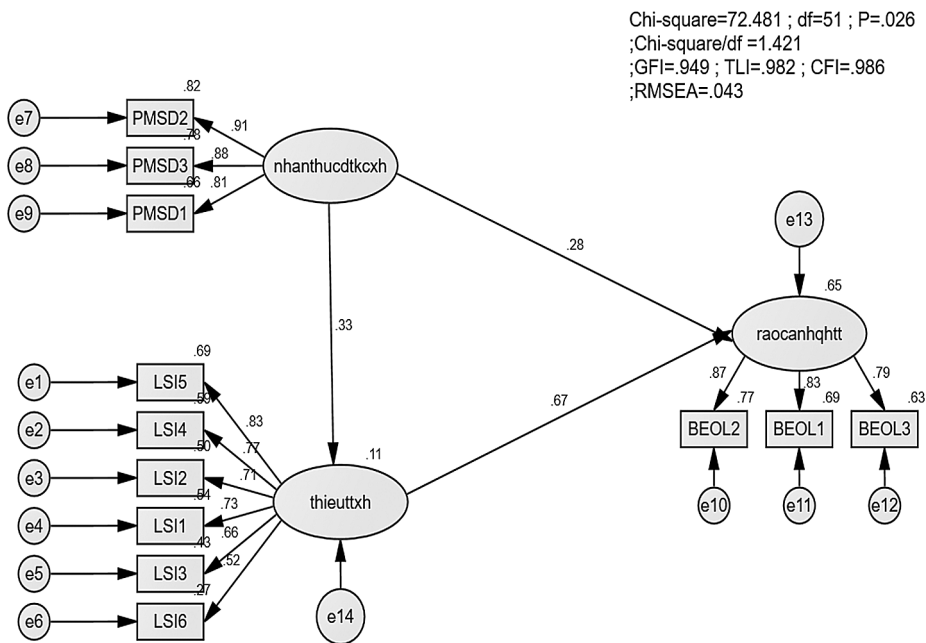 Chi-square=72.481 ; df=51 ; P=.026
;Chi-square/df =1.421
;GFI=.949 ; TLI=.982 ; CFI=.986
;RMSEA=.043
.82
e7
PMSD2
.91
.78
e8
PMSD3
.88
nhanthucdtkcxh
.66
.81
e9
PMSD1
e13
.28
.65
.33
raocanhqhtt
.69
.87
.83
.79
e1
LSI5
.77
.69
.63
.59
.83
.67
BEOL2
BEOL1
BEOL3
e2
LSI4
.50
.77
.11
e3
LSI2
.71
.54
e10
e11
e12
.73
thieuttxh
e4
LSI1
.43
.66
.52
e5
LSI3
.27
e6
LSI6
e14